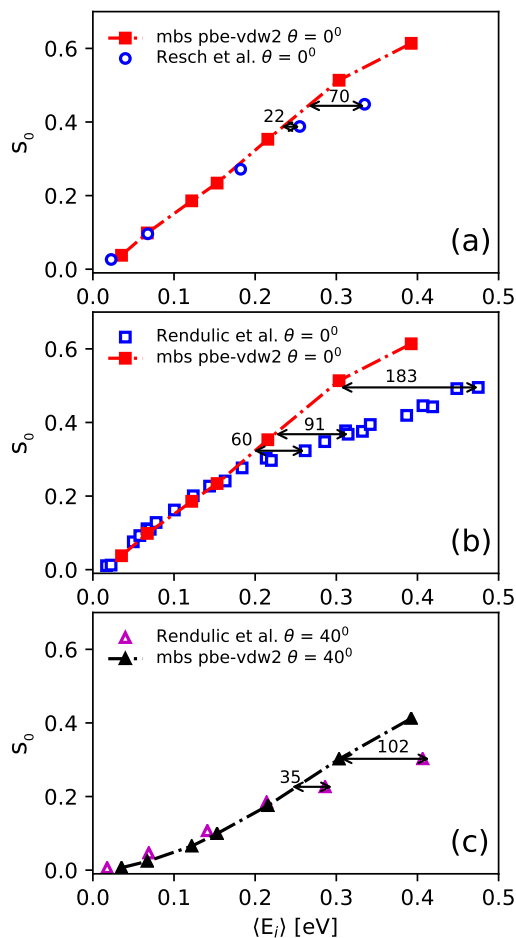 mbs pbe-vdw2 θ = 0⁰
Resch et al. θ = 0⁰
70
22
S₀
0.6
0.4
0.2
0.0
(a)
0.0 0.1 0.2 0.3 0.4 0.5
Rendulic et al. θ = 0⁰
mbs pbe-vdw2 θ = 0⁰
183
91
60
S₀
0.6
0.4
0.2
0.0
(b)
0.0 0.1 0.2 0.3 0.4 0.5
Rendulic et al. θ = 40⁰
mbs pbe-vdw2 θ = 40⁰
102
35
S₀
0.6
0.4
0.2
0.0
(c)
0.0 0.1 0.2 0.3 0.4 0.5
⟨Eᵢ⟩ [eV]